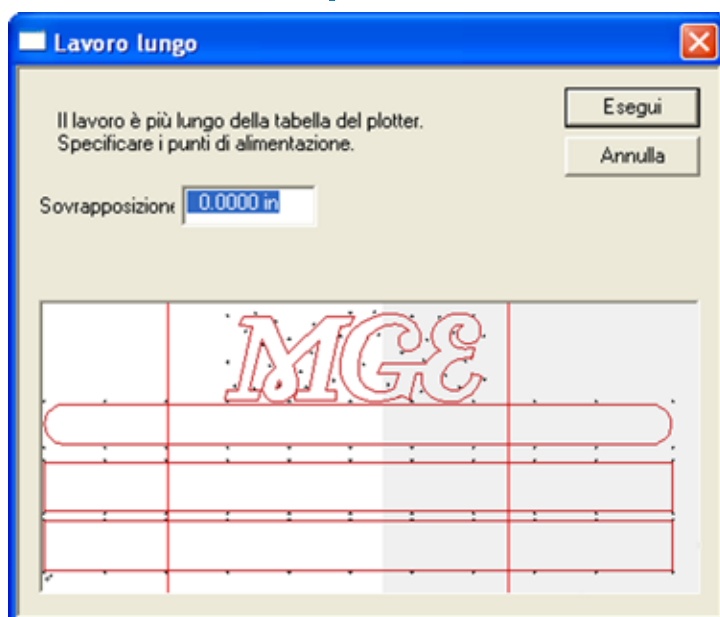 Lavoro lungo
Il lavoro è più lungo della tabella del plotter.
Specificare i punti di alimentazione.
Esegui
Annulla
Sovrapposizione 0.0000 in
MGE